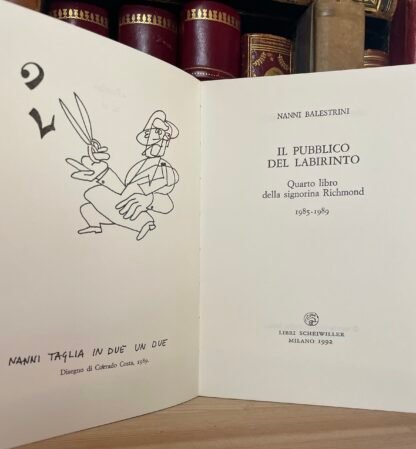 NANNI TAGLIA IN DUE UN DUE
Disegno di Corrado Costa, 1989.
NANNI BALESTRINI
IL PUBBLICO
DEL LABIRINTO
Quarto libro
della signorina Richmond
1985-1989
LIBRI SCHEIWILLER
MILANO 1992